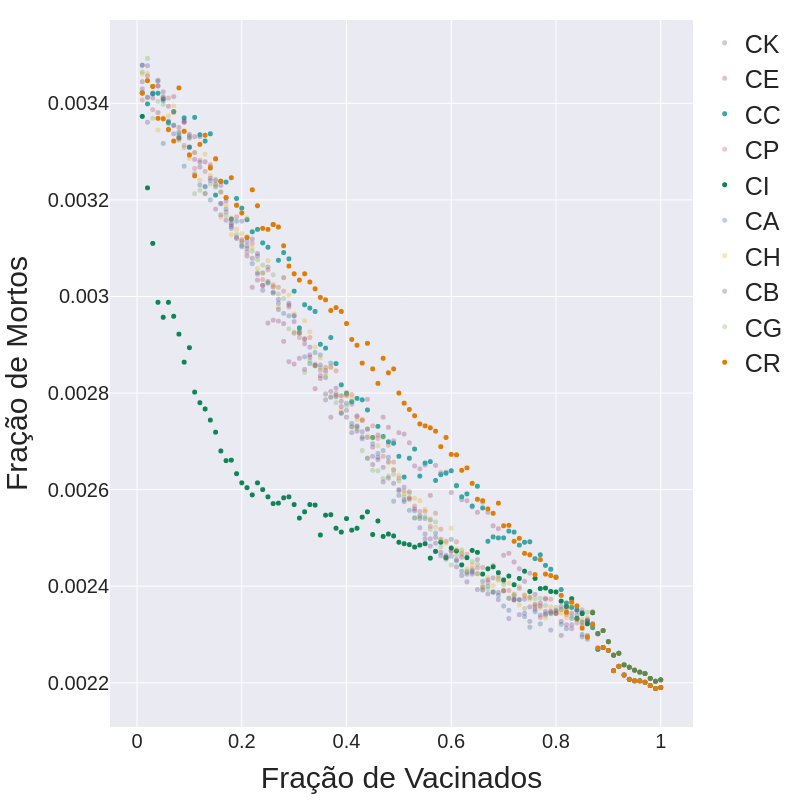 Fração de Mortos
0.0034
0.0032
0.003
0.0028
0.0026
0.0024
0.0022
0
0.2
0.4
0.6
0.8
1
Fração de Vacinados
CK
CE
CC
CP
CI
CA
CH
CB
CG
CR